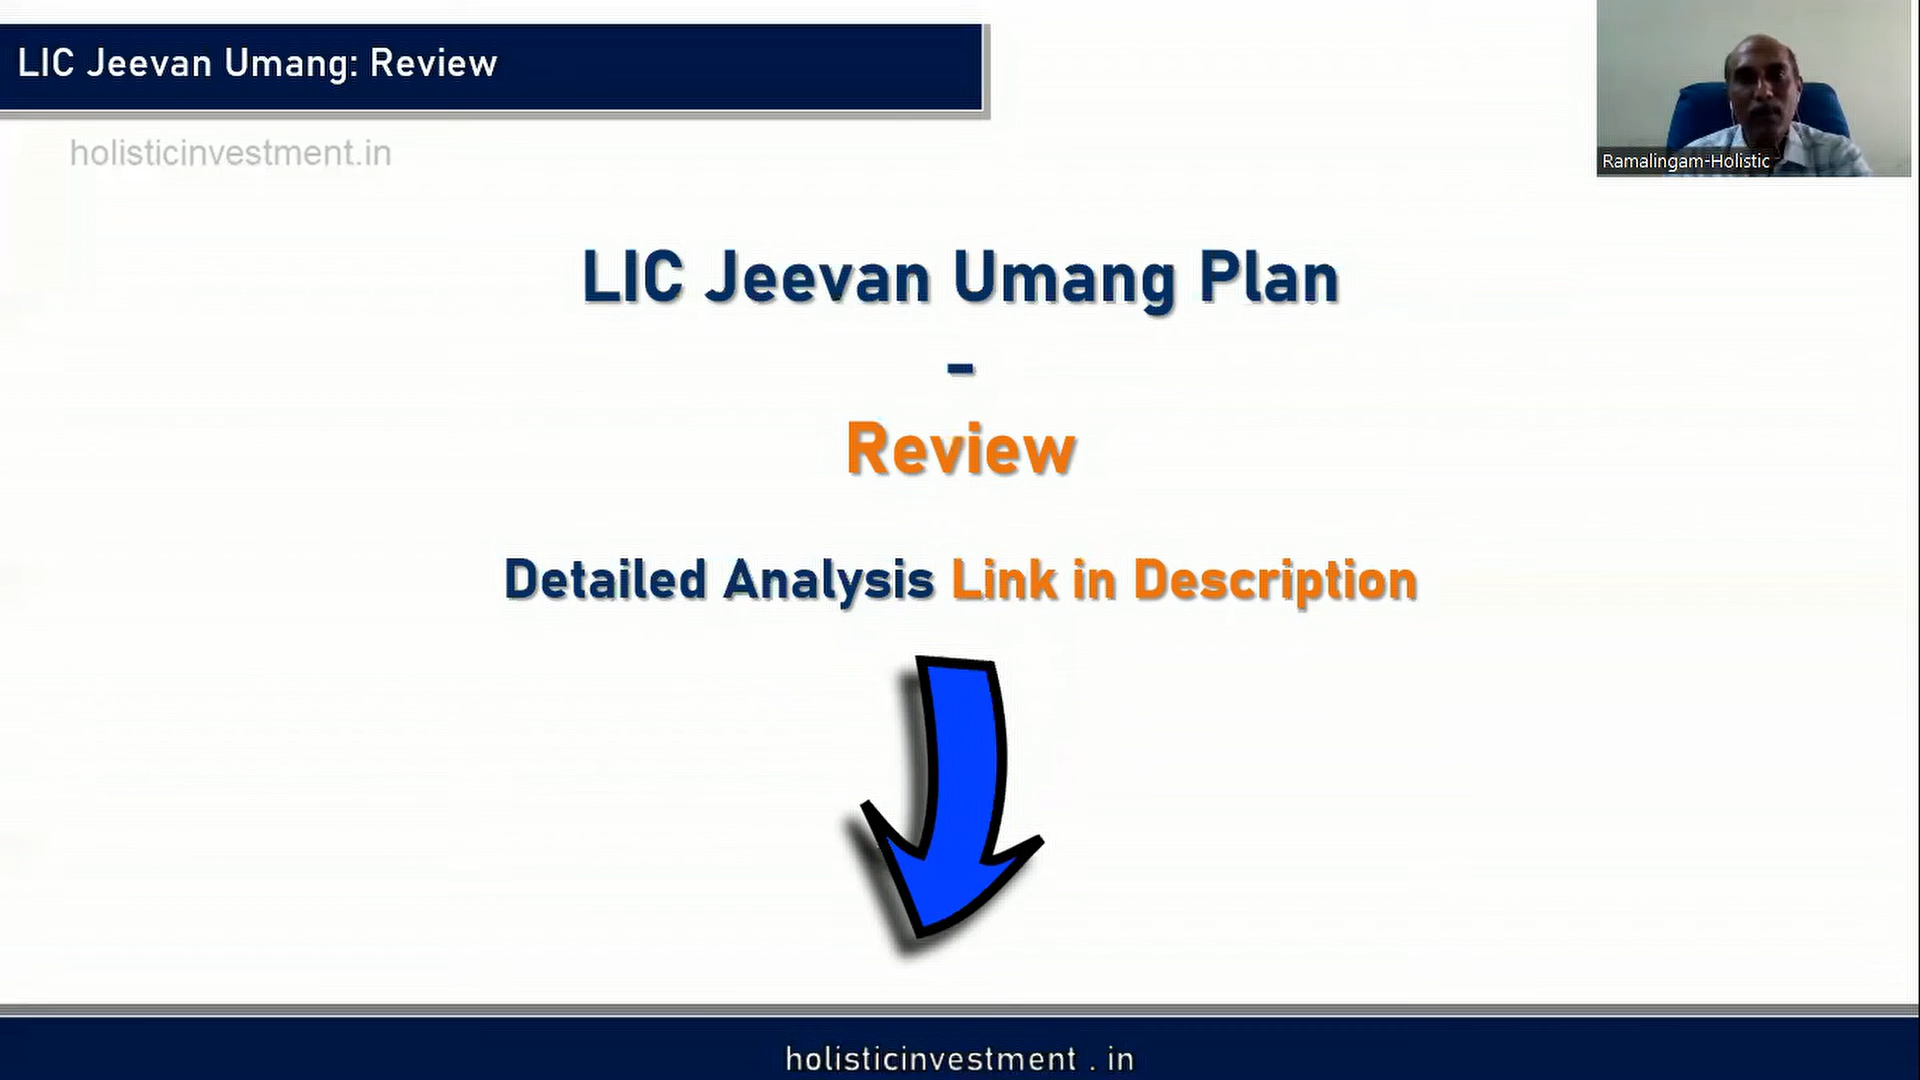 LIC Jeevan Umang: Review
holisticinvestment.in
Ramalingam-Holistic
LIC Jeevan Umang Plan
-
Review
Detailed Analysis Link in Description
holisticinvestment . in